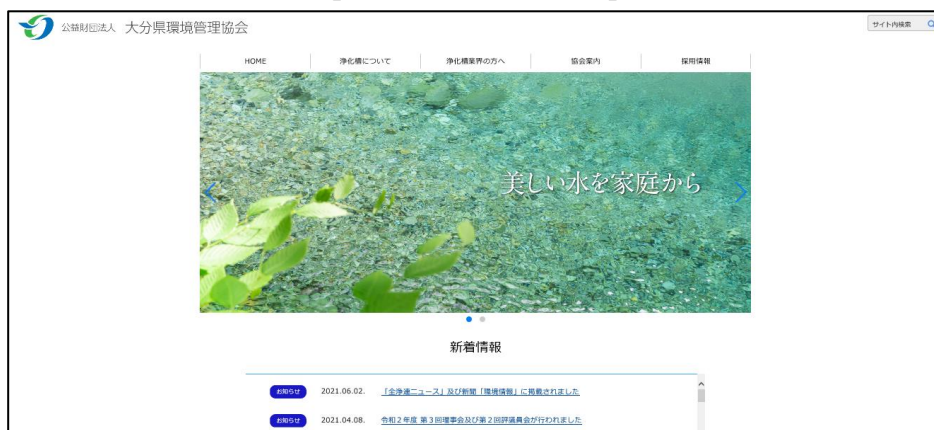 公益財団法人 大分県環境管理協会
サイト内検索
HOME 浄化槽について 浄化槽業界の方へ 協会案内 採用情報
美しい水を家庭から
新着情報
お知らせ 2021.06.02. 「全浄連ニュース」及び新聞「環境情報」に掲載されました
お知らせ 2021.04.08. 令和2年度 第3回理事会及び第2回評議員会が行われました